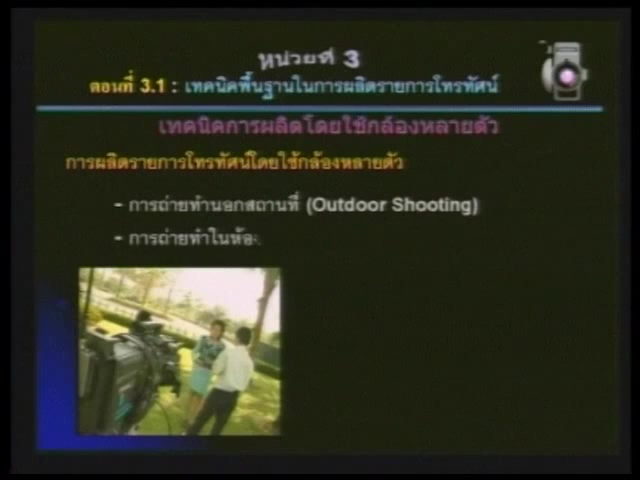 หน่วยที่ 3
ตอนที่ 3.1 : เทคนิคพื้นฐานในการผลิตรายการโทรทัศน์
เทคนิคการผลิตโดยใช้กล้องหลายตัว
การผลิตรายการโทรทัศน์โดยใช้กล้องหลายตัว
- การถ่ายทำนอกสถานที่ (Outdoor Shooting)
- การถ่ายทำในห้อง